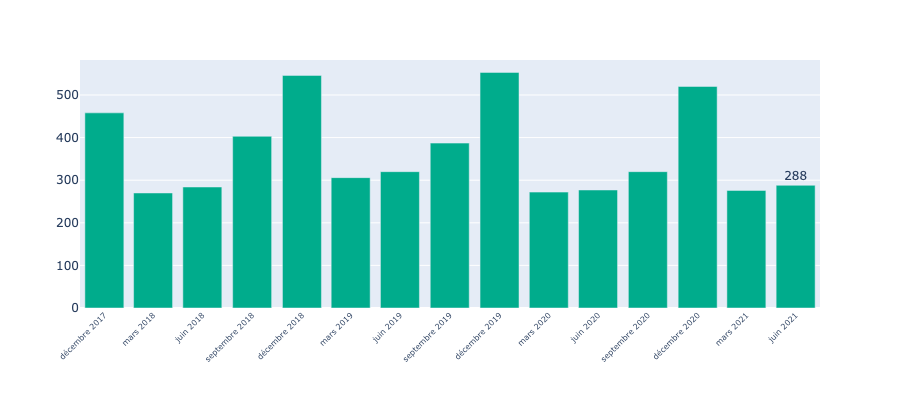 500
400
300
200
100
0
288
décembre 2017
mars 2018
juin 2018
septembre 2018
décembre 2018
mars 2019
juin 2019
septembre 2019
décembre 2019
mars 2020
juin 2020
septembre 2020
décembre 2020
mars 2021
juin 2021